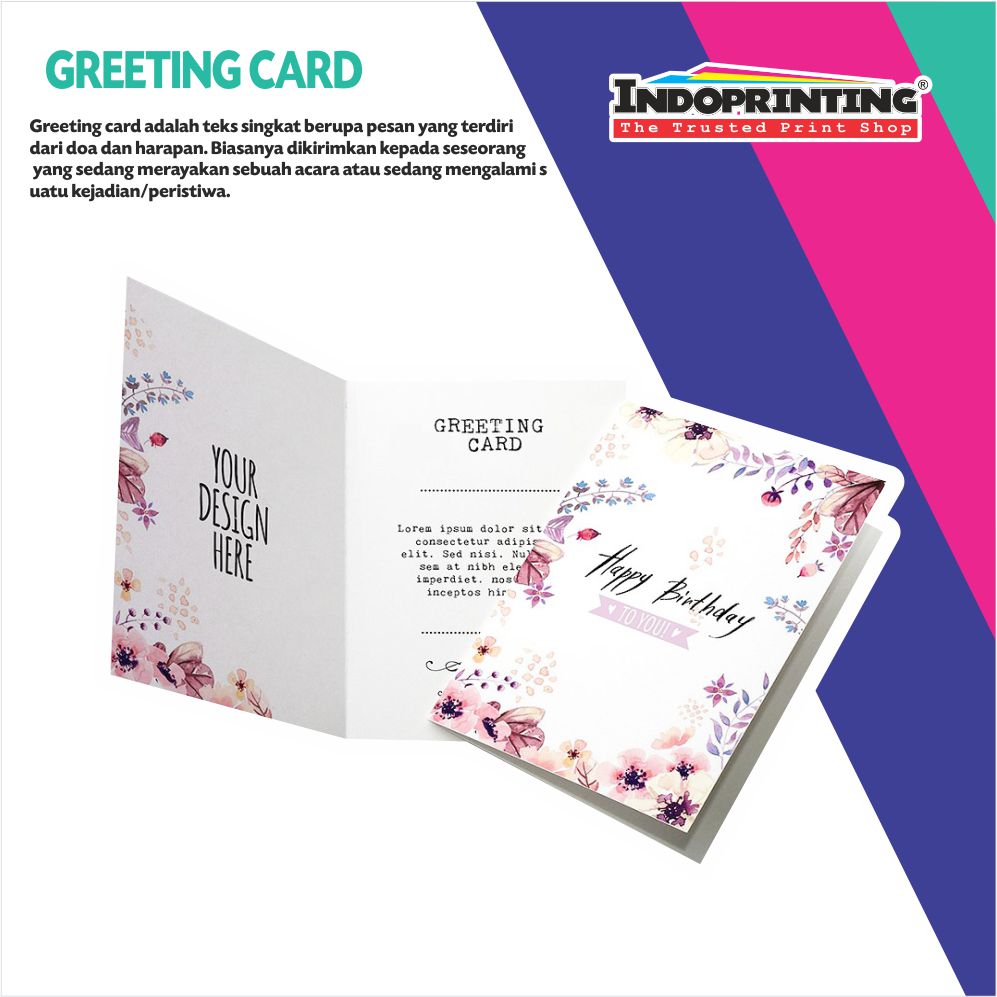 GREETING CARD
INDOPRINTING®
The Trusted Print Shop
Greeting card adalah teks singkat berupa pesan yang terdiri
dari doa dan harapan. Biasanya dikirimkan kepada seseorang
yang sedang merayakan sebuah acara atau sedang mengalami s
uatu kejadian/peristiwa.
YOUR
DESIGN
HERE
GREETING
CARD
Lorem ipsum dolor sit,
consectetur adipis
elit. Sed nisi.
sem at nibh
imperdiet.
inceptos
Happy Birthday
TO YOU!